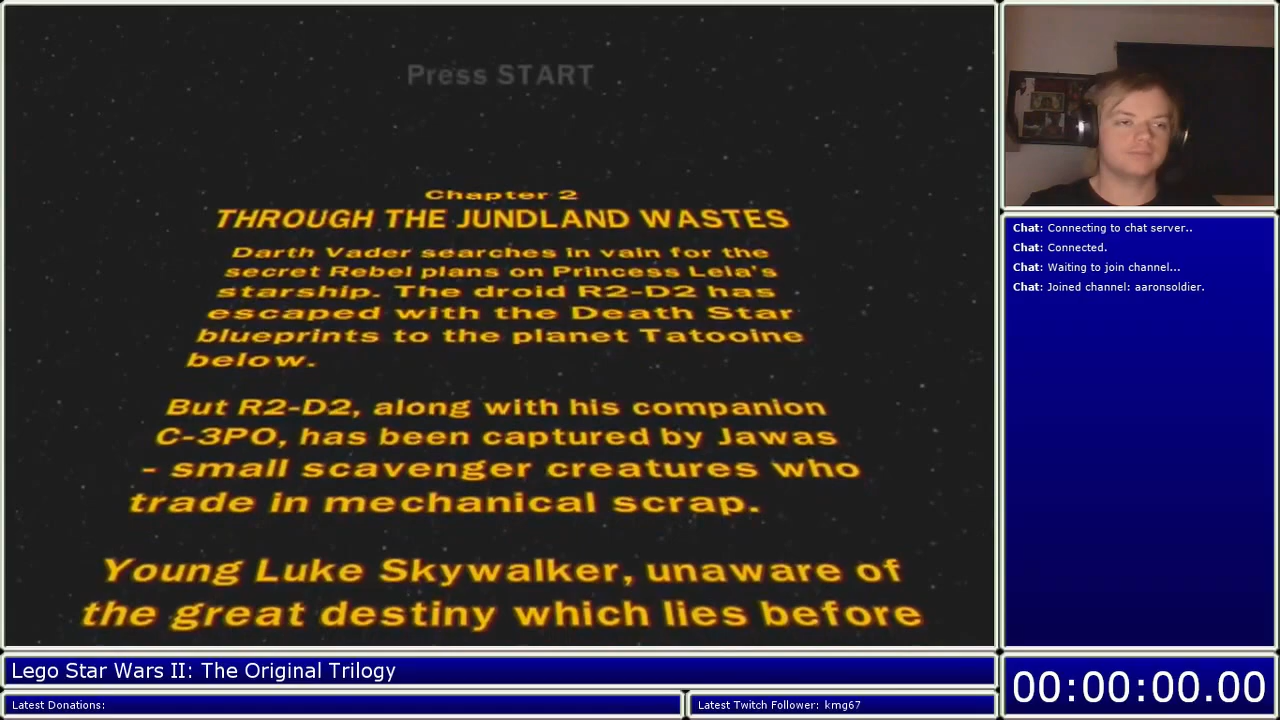 Press START
Chapter 2
THROUGH THE JUNDLAND WASTES
Darth Vader searches in vain for the
secret Rebel plans on Princess Leia's
starship. The droid R2-D2 has
escaped with the Death Star
blueprints to the planet Tatooine
below.
But R2-D2, along with his companion
C-3PO, has been captured by Jawas
- small scavenger creatures who
trade in mechanical scrap.
Young Luke Skywalker, unaware of
the great destiny which lies before
Chat: Connecting to chat server..
Chat: Connected.
Chat: Waiting to join channel...
Chat: Joined channel: aaronsoldier.
Lego Star Wars II: The Original Trilogy
00:00:00.00
Latest Donations:
Latest Twitch Follower: kmg67